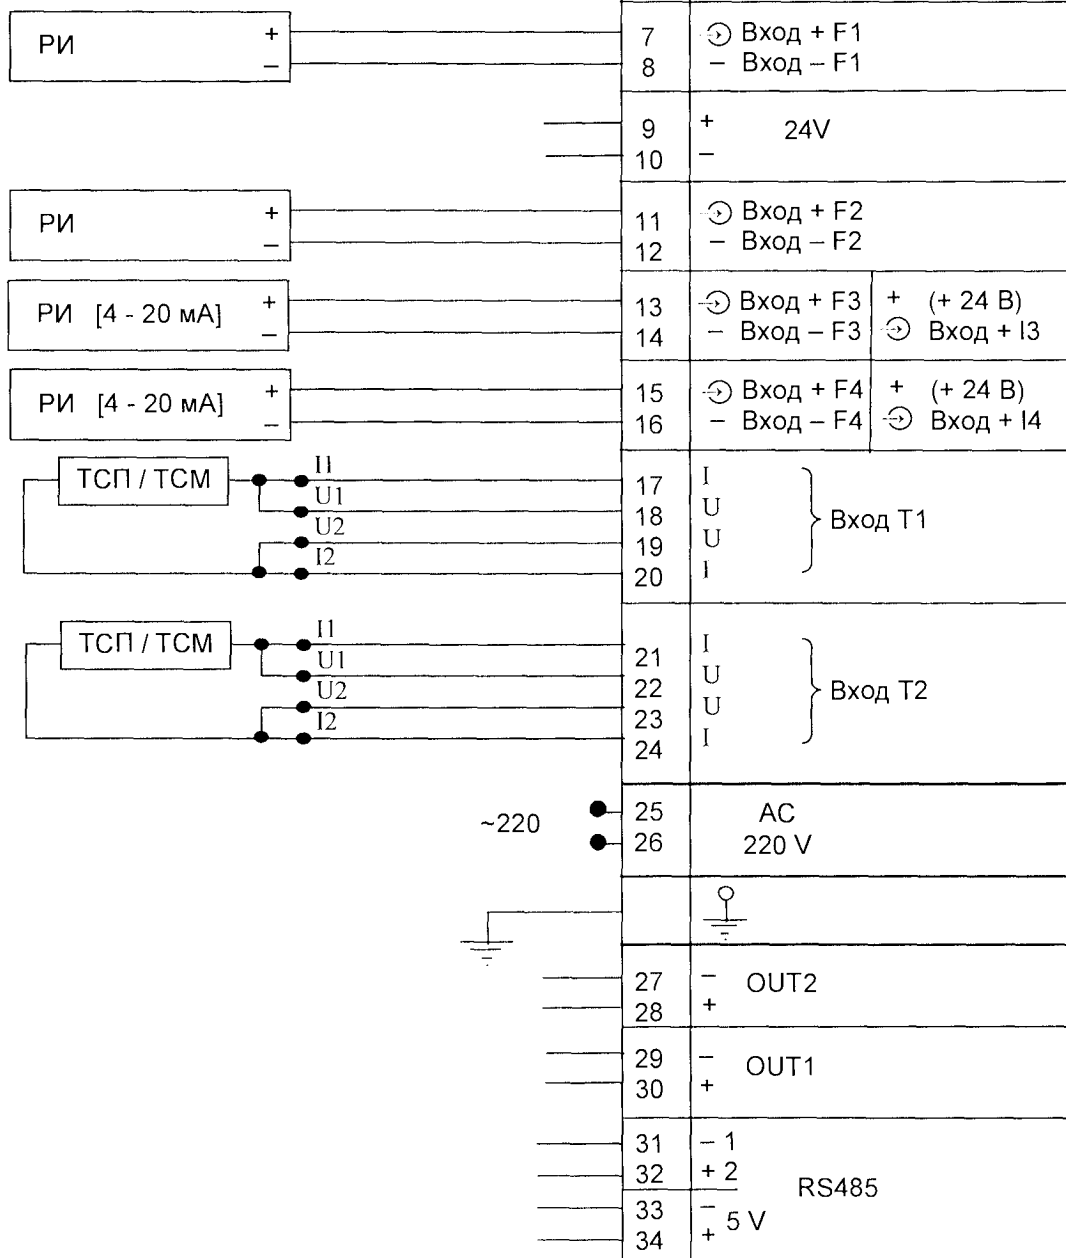 РИ + 7 Вход + F1
– 8 – Вход – F1
9 + 24V
10 –
РИ + 11 Вход + F2
– 12 – Вход – F2
РИ [4 - 20 мА] + 13 Вход + F3 + (+ 24 В)
– 14 – Вход – F3 Вход + I3
РИ [4 - 20 мА] + 15 Вход + F4 + (+ 24 В)
– 16 – Вход – F4 Вход + I4
ТСП / ТСМ I1 17 I
U1 18 U Вход Т1
U2 19 U
I2 20 I
ТСП / ТСМ I1 21 I
U1 22 U Вход Т2
U2 23 U
I2 24 I
~220 25 AC
26 220 V
27 – OUT2
28 +
29 – OUT1
30 +
31 – 1
32 + 2 RS485
33 – 5 V
34 +